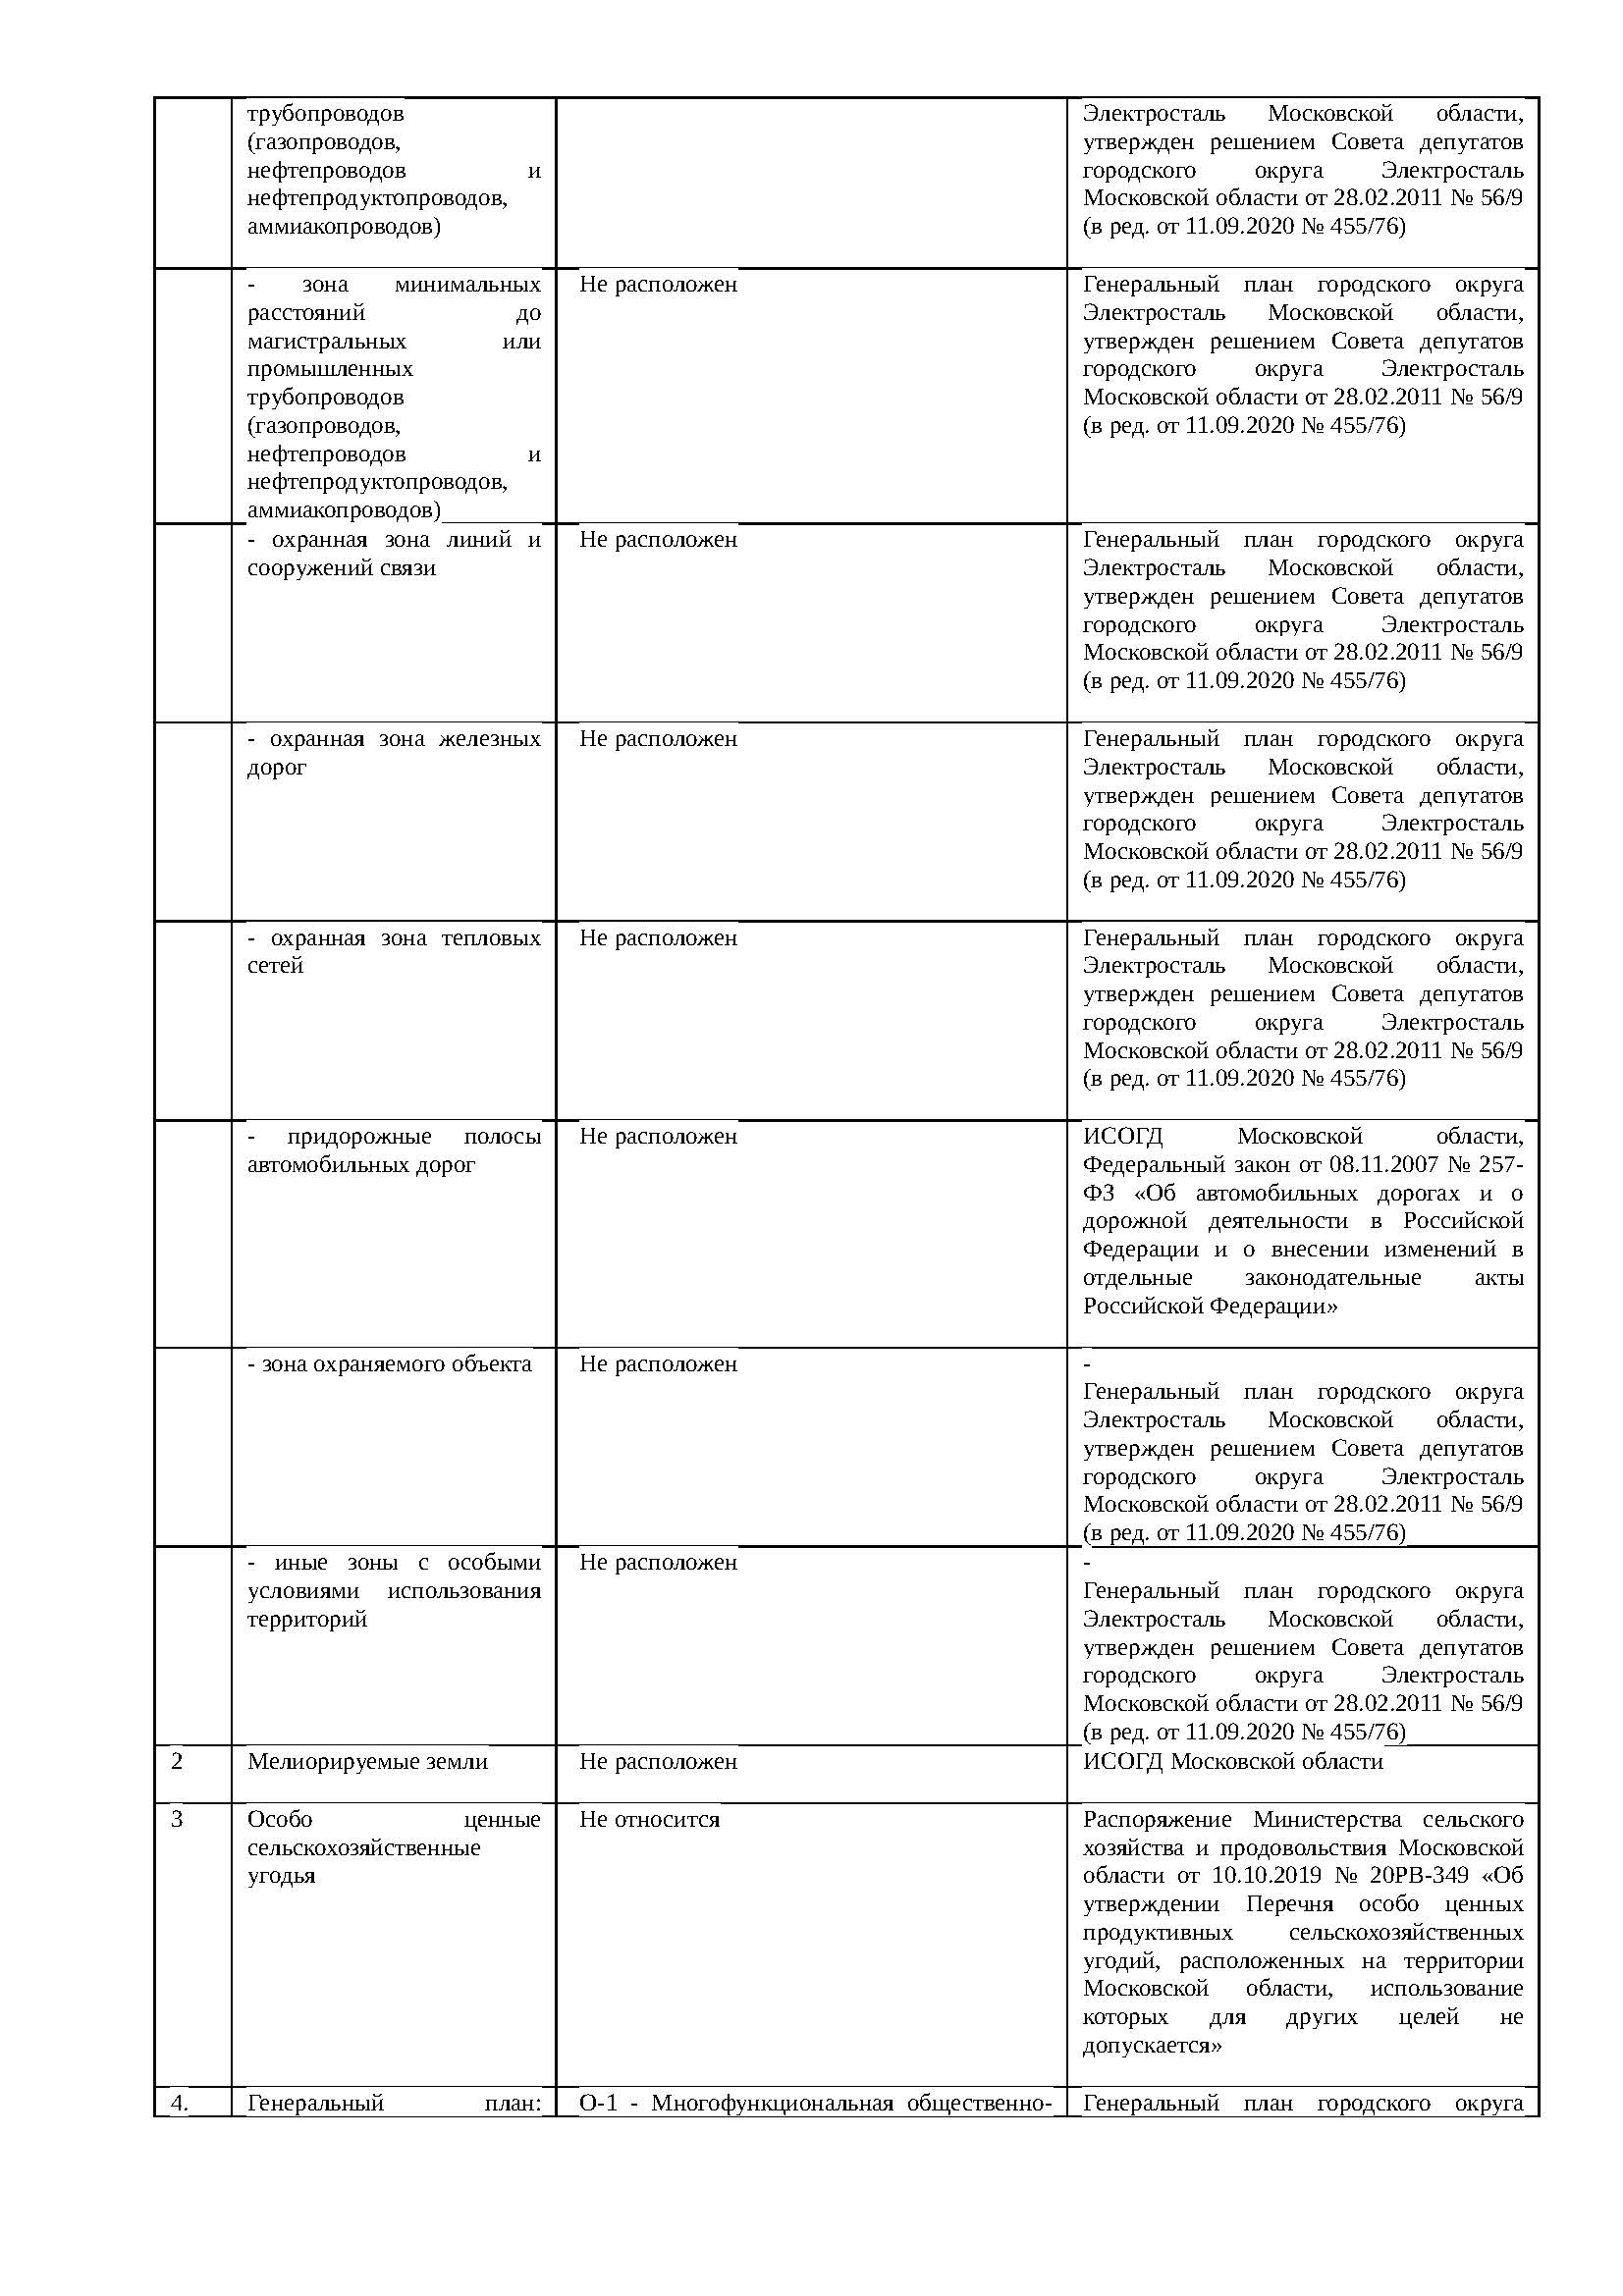 трубопроводов
(газопроводов,
нефтепроводов и
нефтепродуктопроводов,
аммиакопроводов)
Электросталь Московской области,
утвержден решением Совета депутатов
городского округа Электросталь
Московской области от 28.02.2011 № 56/9
(в ред. от 11.09.2020 № 455/76)
- зона минимальных
расстояний до
магистральных или
промышленных
трубопроводов
(газопроводов,
нефтепроводов и
нефтепродуктопроводов,
аммиакопроводов)
Не расположен
Генеральный план городского округа
Электросталь Московской области,
утвержден решением Совета депутатов
городского округа Электросталь
Московской области от 28.02.2011 № 56/9
(в ред. от 11.09.2020 № 455/76)
- охранная зона линий и
сооружений связи
Не расположен
Генеральный план городского округа
Электросталь Московской области,
утвержден решением Совета депутатов
городского округа Электросталь
Московской области от 28.02.2011 № 56/9
(в ред. от 11.09.2020 № 455/76)
- охранная зона железных
дорог
Не расположен
Генеральный план городского округа
Электросталь Московской области,
утвержден решением Совета депутатов
городского округа Электросталь
Московской области от 28.02.2011 № 56/9
(в ред. от 11.09.2020 № 455/76)
- охранная зона тепловых
сетей
Не расположен
Генеральный план городского округа
Электросталь Московской области,
утвержден решением Совета депутатов
городского округа Электросталь
Московской области от 28.02.2011 № 56/9
(в ред. от 11.09.2020 № 455/76)
- придорожные полосы
автомобильных дорог
Не расположен
ИСОГД Московской области,
Федеральный закон от 08.11.2007 № 257-
ФЗ «Об автомобильных дорогах и о
дорожной деятельности в Российской
Федерации и о внесении изменений в
отдельные законодательные акты
Российской Федерации»
- зона охраняемого объекта
Не расположен
-
Генеральный план городского округа
Электросталь Московской области,
утвержден решением Совета депутатов
городского округа Электросталь
Московской области от 28.02.2011 № 56/9
(в ред. от 11.09.2020 № 455/76)
- иные зоны с особыми
условиями использования
территорий
Не расположен
-
Генеральный план городского округа
Электросталь Московской области,
утвержден решением Совета депутатов
городского округа Электросталь
Московской области от 28.02.2011 № 56/9
(в ред. от 11.09.2020 № 455/76)
2
Мелиорируемые земли
Не расположен
ИСОГД Московской области
3
Особо ценные
сельскохозяйственные
угодья
Не относится
Распоряжение Министерства сельского
хозяйства и продовольствия Московской
области от 10.10.2019 № 20РВ-349 «Об
утверждении Перечня особо ценных
продуктивных сельскохозяйственных
угодий, расположенных на территории
Московской области, использование
которых для других целей не
допускается»
4.
Генеральный план:
О-1 - Многофункциональная общественно-
Генеральный план городского округа